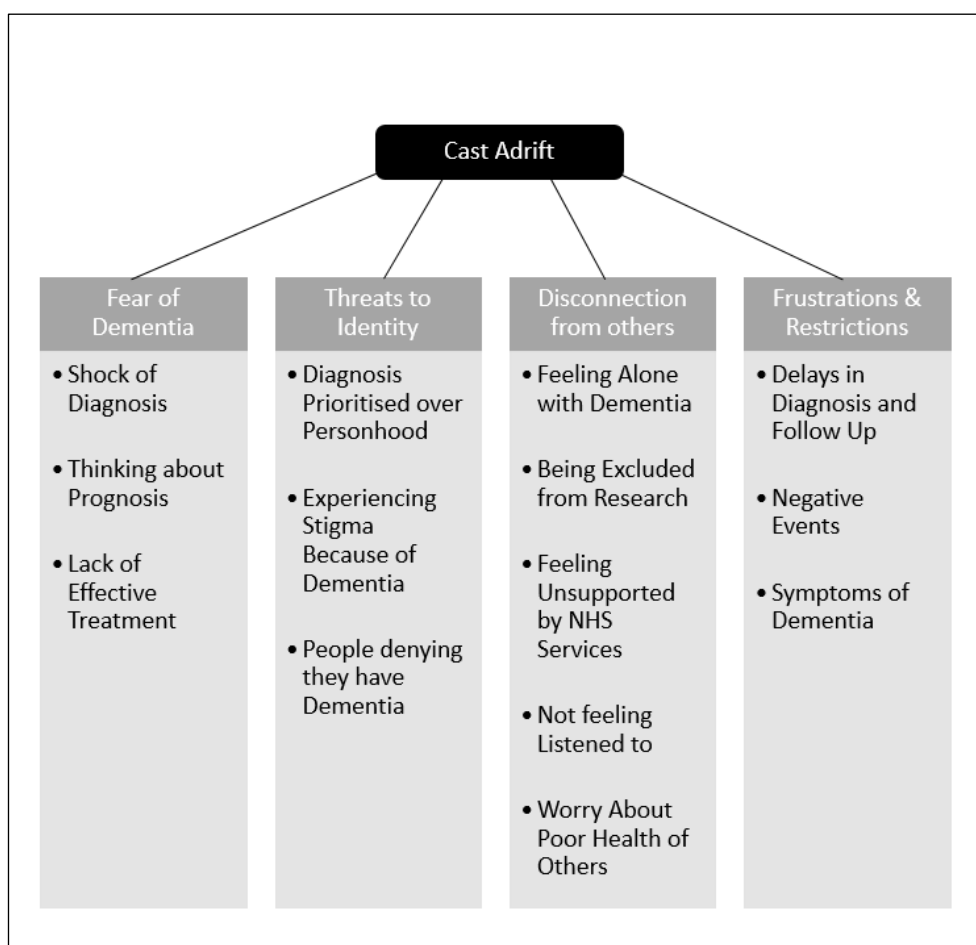 Cast Adrift
Fear of
Dementia
• Shock of
Diagnosis
• Thinking about
Prognosis
• Lack of
Effective
Treatment
Threats to
Identity
• Diagnosis
Prioritised over
Personhood
• Experiencing
Stigma
Because of
Dementia
• People denying
they have
Dementia
Disconnection
from others
• Feeling Alone
with Dementia
• Being Excluded
from Research
• Feeling
Unsupported
by NHS
Services
• Not feeling
Listened to
• Worry About
Poor Health of
Others
Frustrations &
Restrictions
• Delays in
Diagnosis and
Follow Up
• Negative
Events
• Symptoms of
Dementia